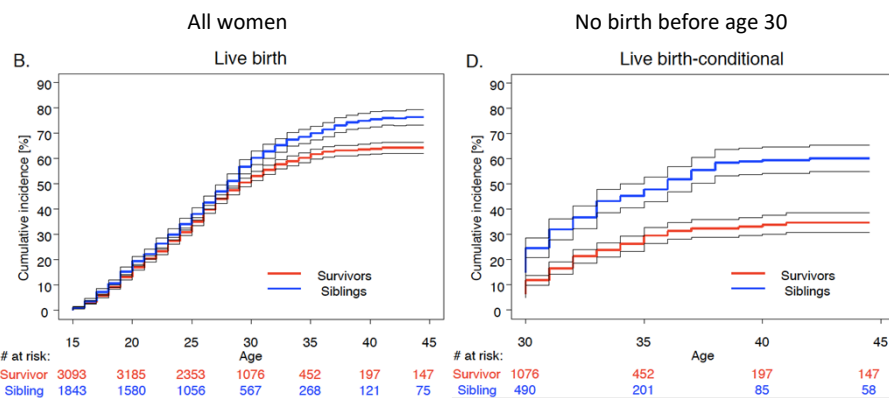 All women
No birth before age 30
B.
Live birth
Cumulative incidence [%]
90
80
70
60
50
40
30
20
10
0
Survivors
Siblings
15 20 25 30 35 40 45
# at risk: Age
Survivor 3093 3185 2353 1076 452 197 147
Sibling 1843 1580 1056 567 268 121 75
D.
Live birth-conditional
Cumulative incidence [%]
90
80
70
60
50
40
30
20
10
0
Survivors
Siblings
30 35 40 45
# at risk: Age
Survivor 1076 452 197 147
Sibling 490 201 85 58